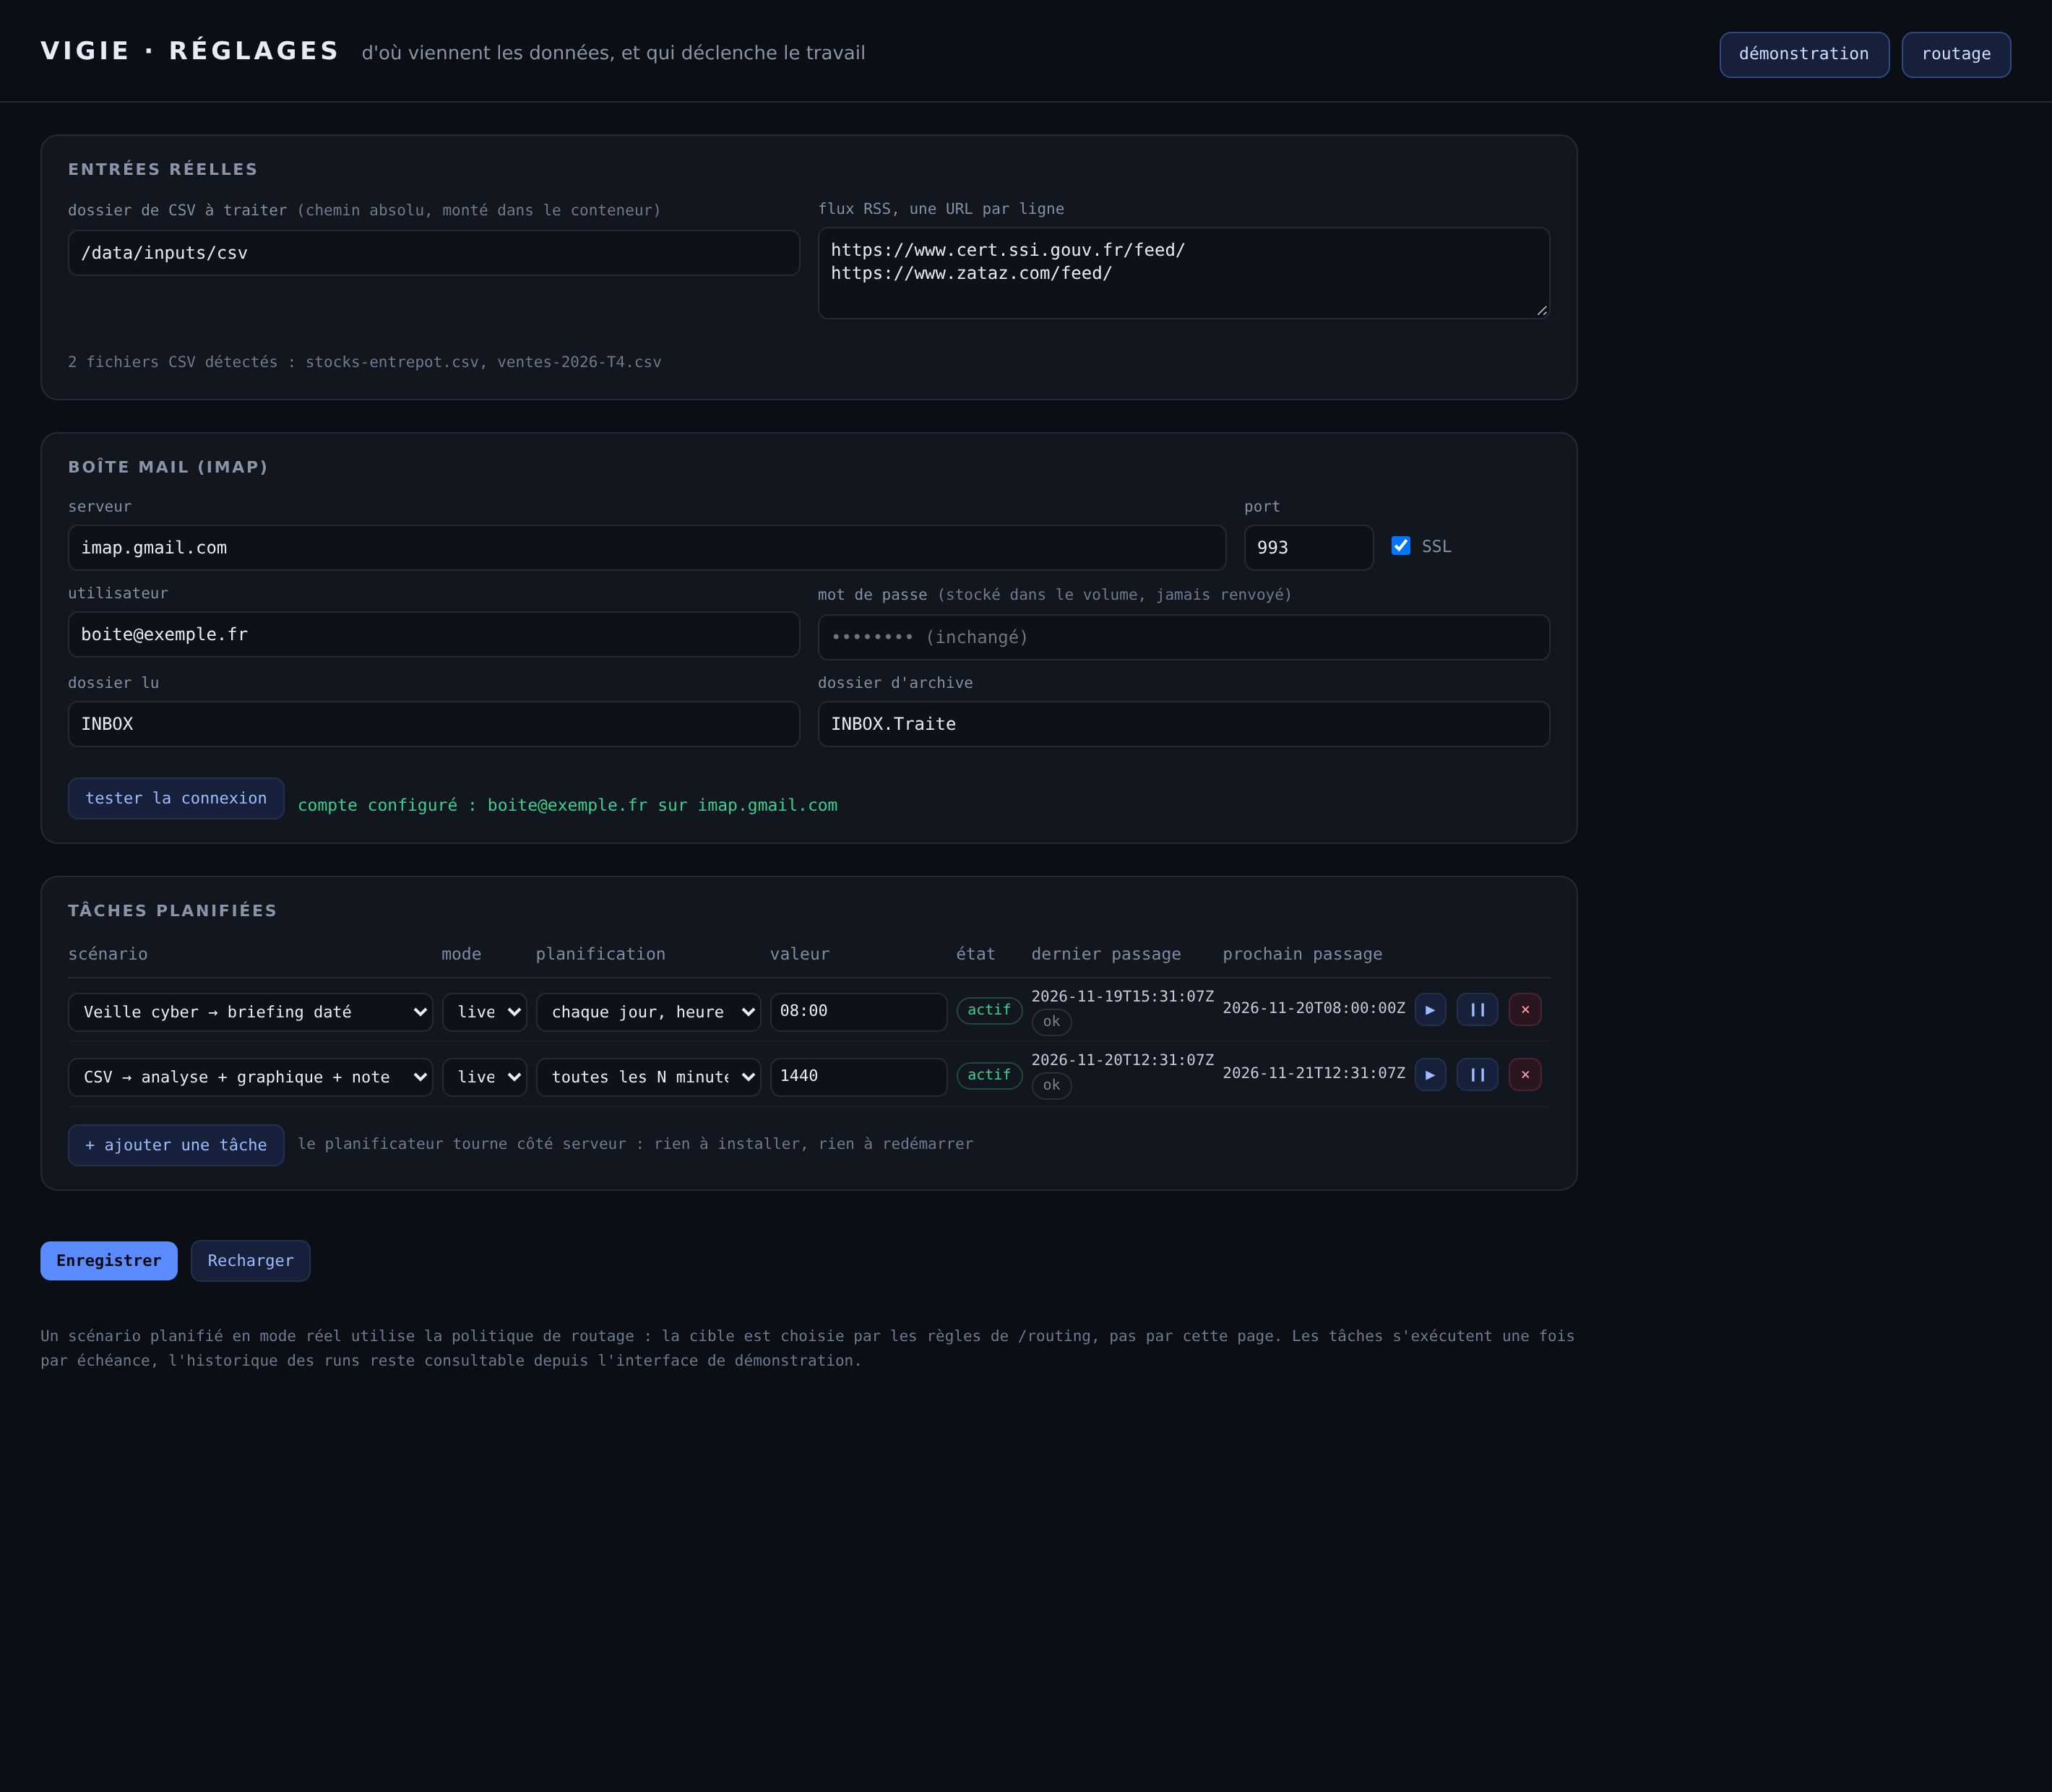 VIGIE · RÉGLAGES d'où viennent les données, et qui déclenche le travail démonstration routage
ENTRÉES RÉELLES
dossier de CSV à traiter (chemin absolu, monté dans le conteneur)
/data/inputs/csv
flux RSS, une URL par ligne
https://www.cert.ssi.gouv.fr/feed/
https://www.zataz.com/feed/
2 fichiers CSV détectés : stocks-entrepot.csv, ventes-2026-T4.csv
BOÎTE MAIL (IMAP)
serveur port
imap.gmail.com 993 SSL
utilisateur mot de passe (stocké dans le volume, jamais renvoyé)
boite@exemple.fr •••••••• (inchangé)
dossier lu dossier d'archive
INBOX INBOX.Traite
tester la connexion compte configuré : boite@exemple.fr sur imap.gmail.com
TÂCHES PLANIFIÉES
scénario mode planification valeur état dernier passage prochain passage
Veille cyber → briefing daté live chaque jour, heure 08:00 actif 2026-11-19T15:31:07Z ok 2026-11-20T08:00:00Z ▶ ❙❙ ×
CSV → analyse + graphique + note live toutes les N minute 1440 actif 2026-11-20T12:31:07Z ok 2026-11-21T12:31:07Z ▶ ❙❙ ×
+ ajouter une tâche le planificateur tourne côté serveur : rien à installer, rien à redémarrer
Enregistrer Recharger
Un scénario planifié en mode réel utilise la politique de routage : la cible est choisie par les règles de /routing, pas par cette page. Les tâches s'exécutent une fois
par échéance, l'historique des runs reste consultable depuis l'interface de démonstration.